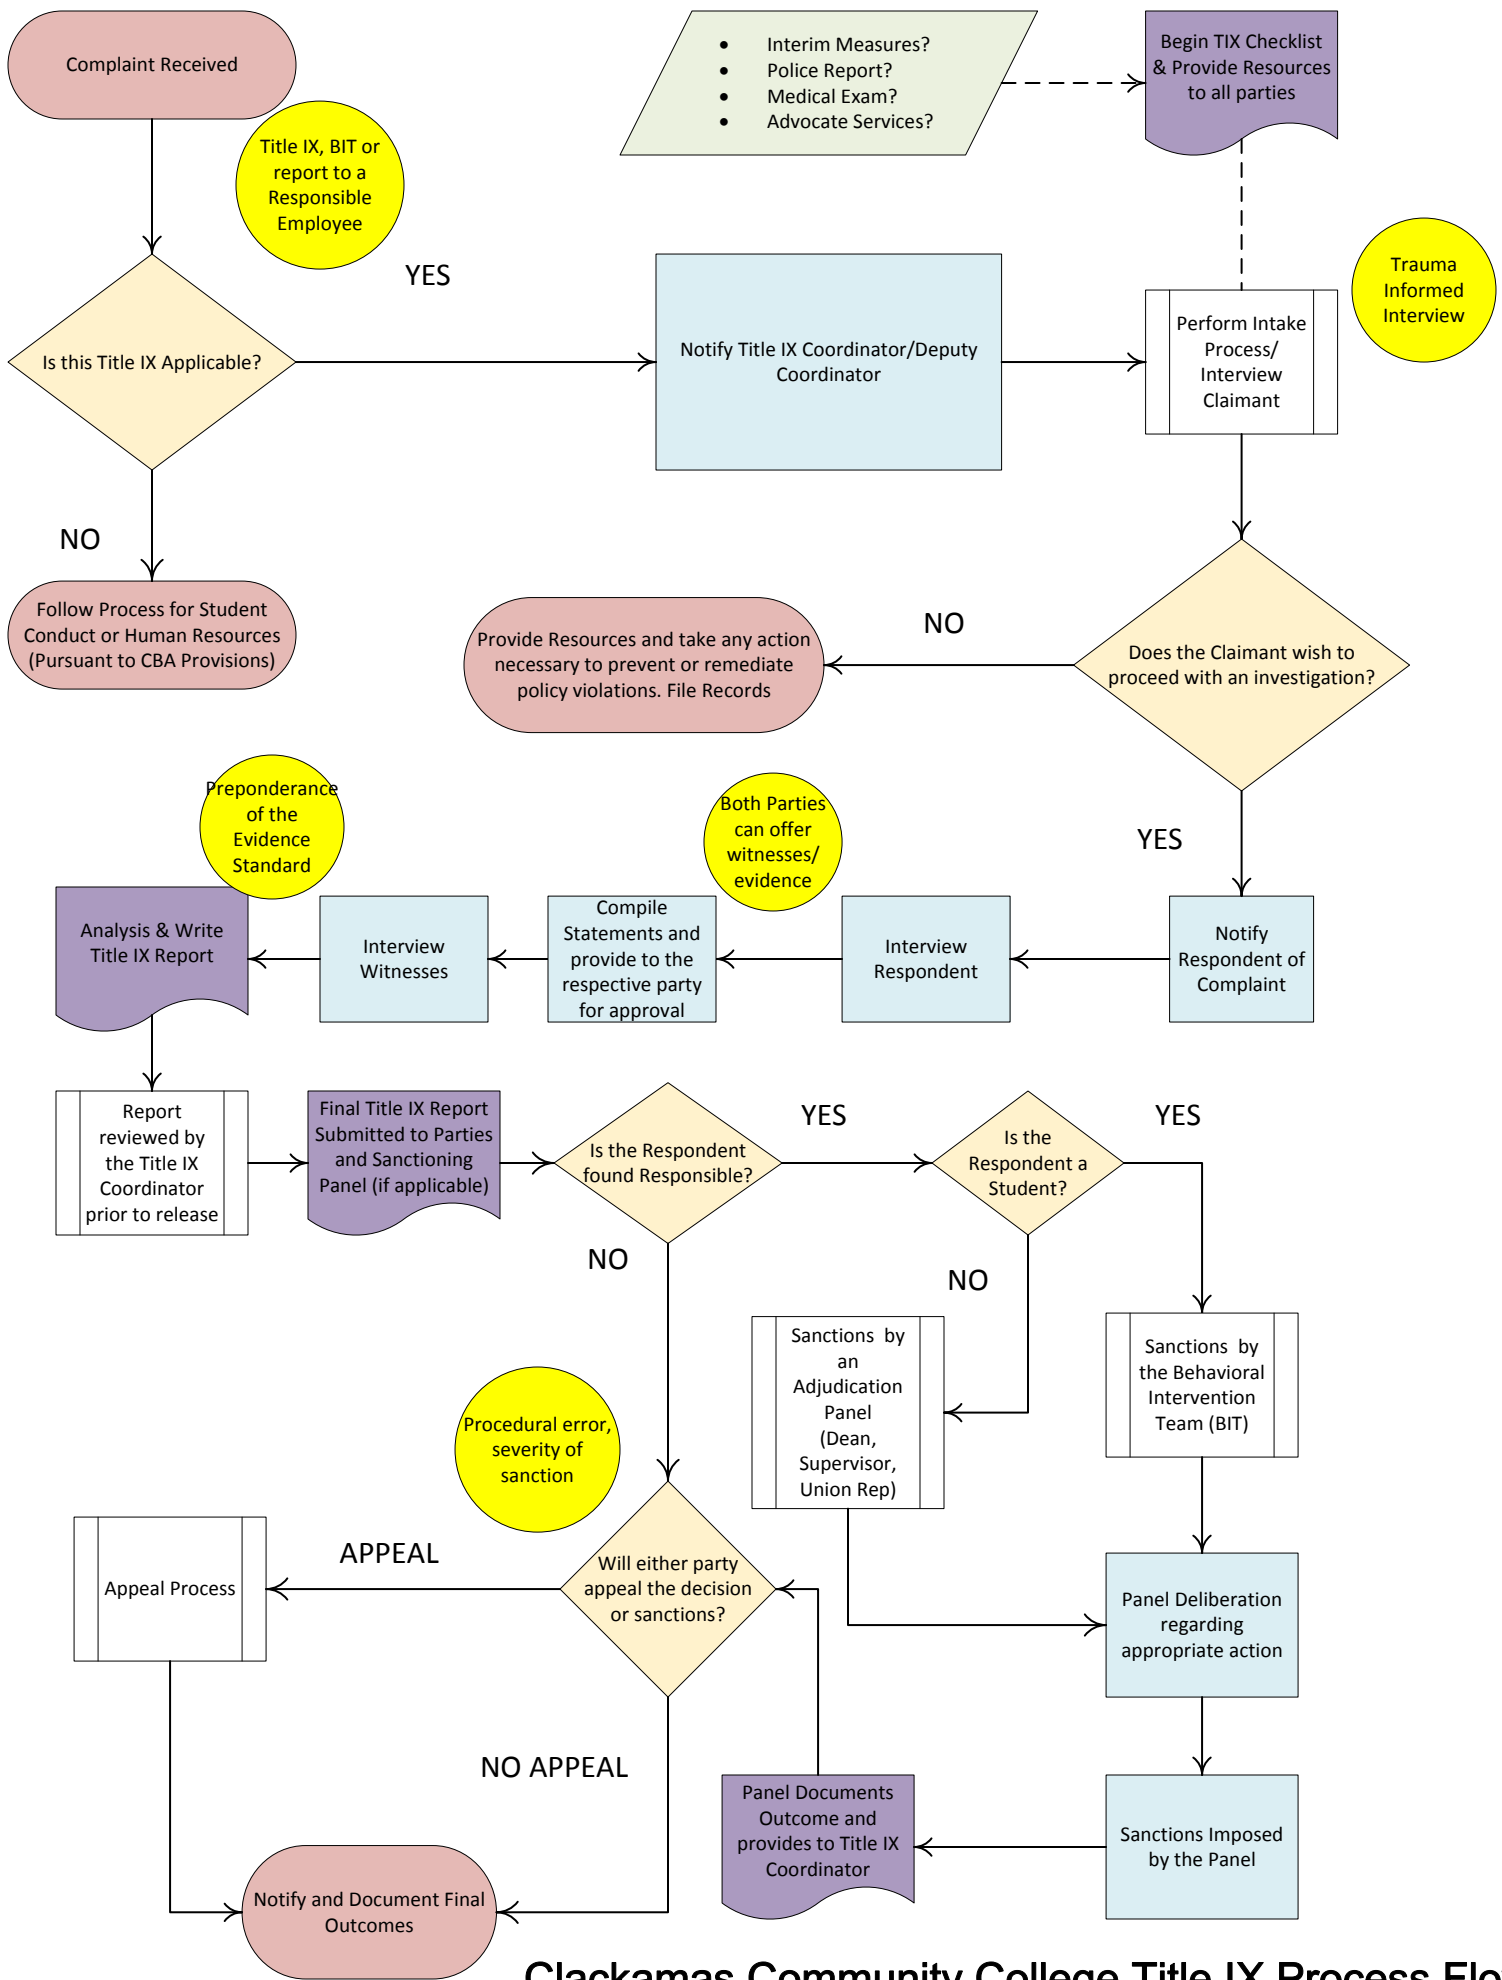 Complaint Received
Title IX, BIT or
report to a
Responsible
Employee
• Interim Measures?
• Police Report?
• Medical Exam?
• Advocate Services?
Begin TIX Checklist
& Provide Resources
to all parties
Trauma
Informed
Interview
YES
Is this Title IX Applicable?
Notify Title IX Coordinator/Deputy
Coordinator
Perform Intake
Process/
Interview
Claimant
NO
Follow Process for Student
Conduct or Human Resources
(Pursuant to CBA Provisions)
NO
Provide Resources and take any action
necessary to prevent or remediate
policy violations. File Records
Does the Claimant wish to
proceed with an investigation?
YES
Preponderance
of the
Evidence
Standard
Both Parties
can offer
witnesses/
evidence
Analysis & Write
Title IX Report
Interview
Witnesses
Compile
Statements and
provide to the
respective party
for approval
Interview
Respondent
Notify
Respondent of
Complaint
Report
reviewed by
the Title IX
Coordinator
prior to release
Final Title IX Report
Submitted to Parties
and Sanctioning
Panel (if applicable)
Is the Respondent
found Responsible?
YES
Is the
Respondent a
Student?
YES
NO
NO
Sanctions by
an
Adjudication
Panel
(Dean,
Supervisor,
Union Rep)
Sanctions by
the Behavioral
Intervention
Team (BIT)
Procedural error,
severity of
sanction
APPEAL
Appeal Process
Will either party
appeal the decision
or sanctions?
Panel Deliberation
regarding
appropriate action
NO APPEAL
Panel Documents
Outcome and
provides to Title IX
Coordinator
Sanctions Imposed
by the Panel
Notify and Document Final
Outcomes
Clackamas Community College Title IX Process Flo